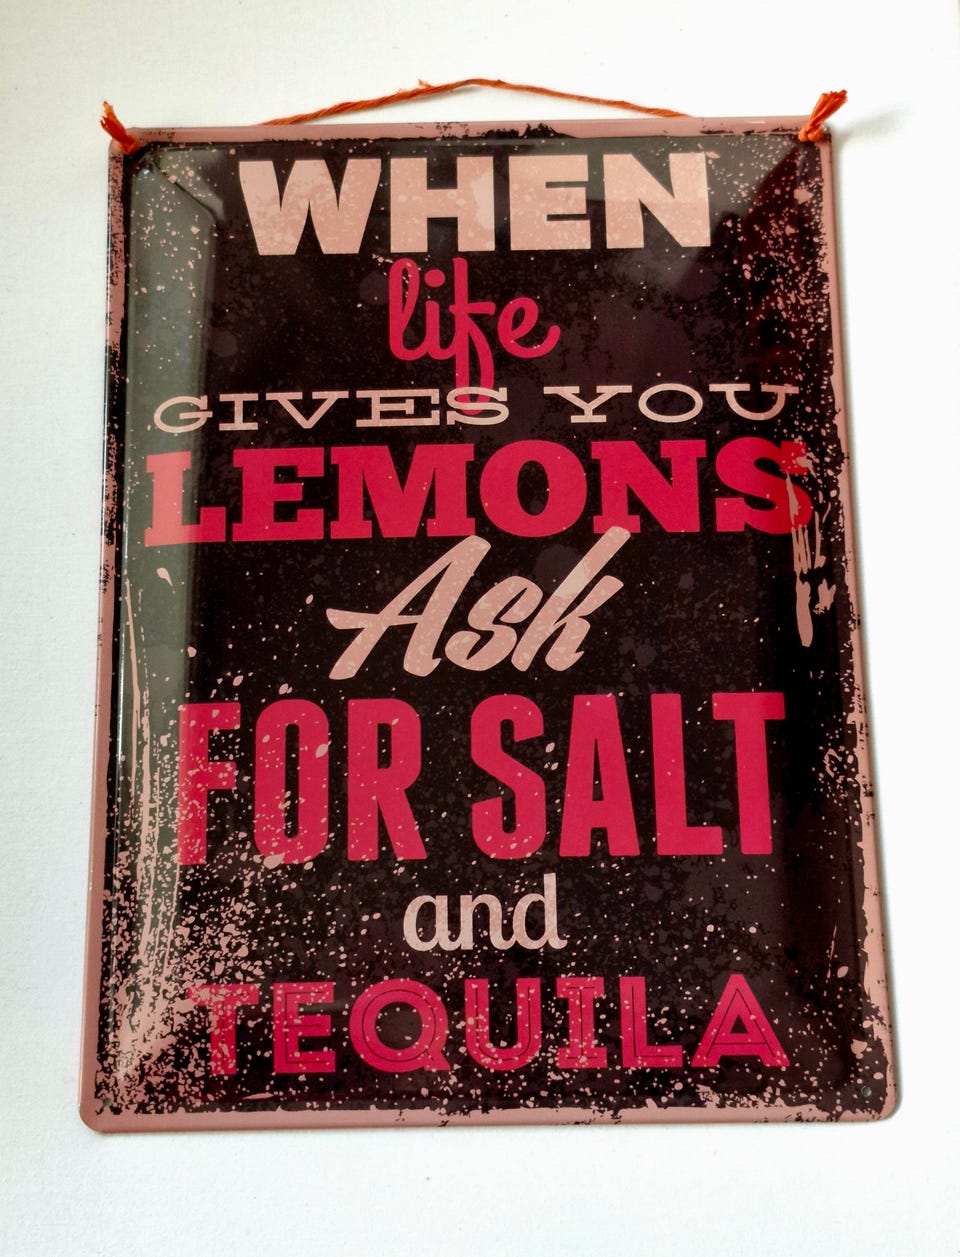 WHEN
life
GIVES YOU
LEMONS
Ask
FOR SALT
and
TEQUILA